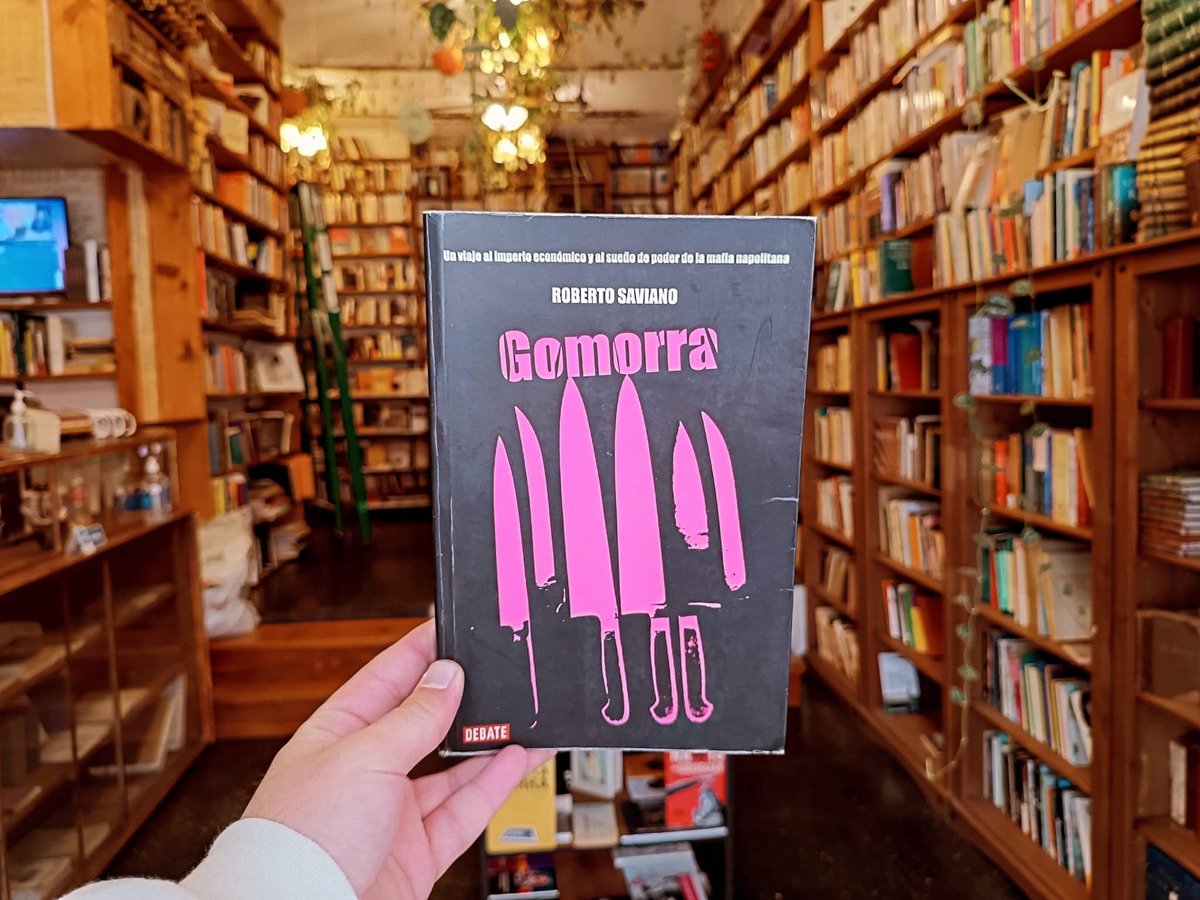 Un viaje al imperio económico y al sueño de poder de la mafia napolitana
ROBERTO SAVIANO
Gomorra
DEBATE